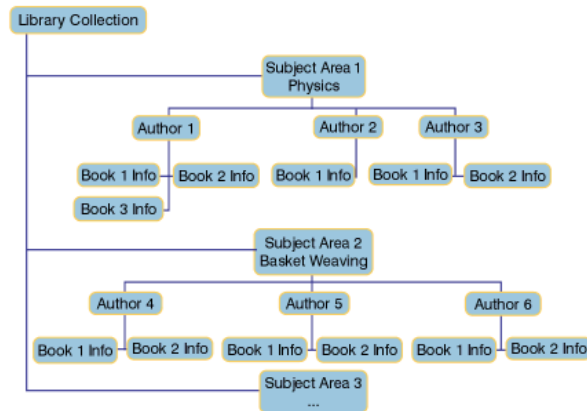 Library Collection
Subject Area 1
Physics
Author 1
Author 2
Author 3
Book 1 Info
Book 2 Info
Book 1 Info
Book 1 Info
Book 2 Info
Book 3 Info
Subject Area 2
Basket Weaving
Author 4
Author 5
Author 6
Book 1 Info
Book 2 Info
Book 1 Info
Book 2 Info
Book 1 Info
Book 2 Info
Subject Area 3
...